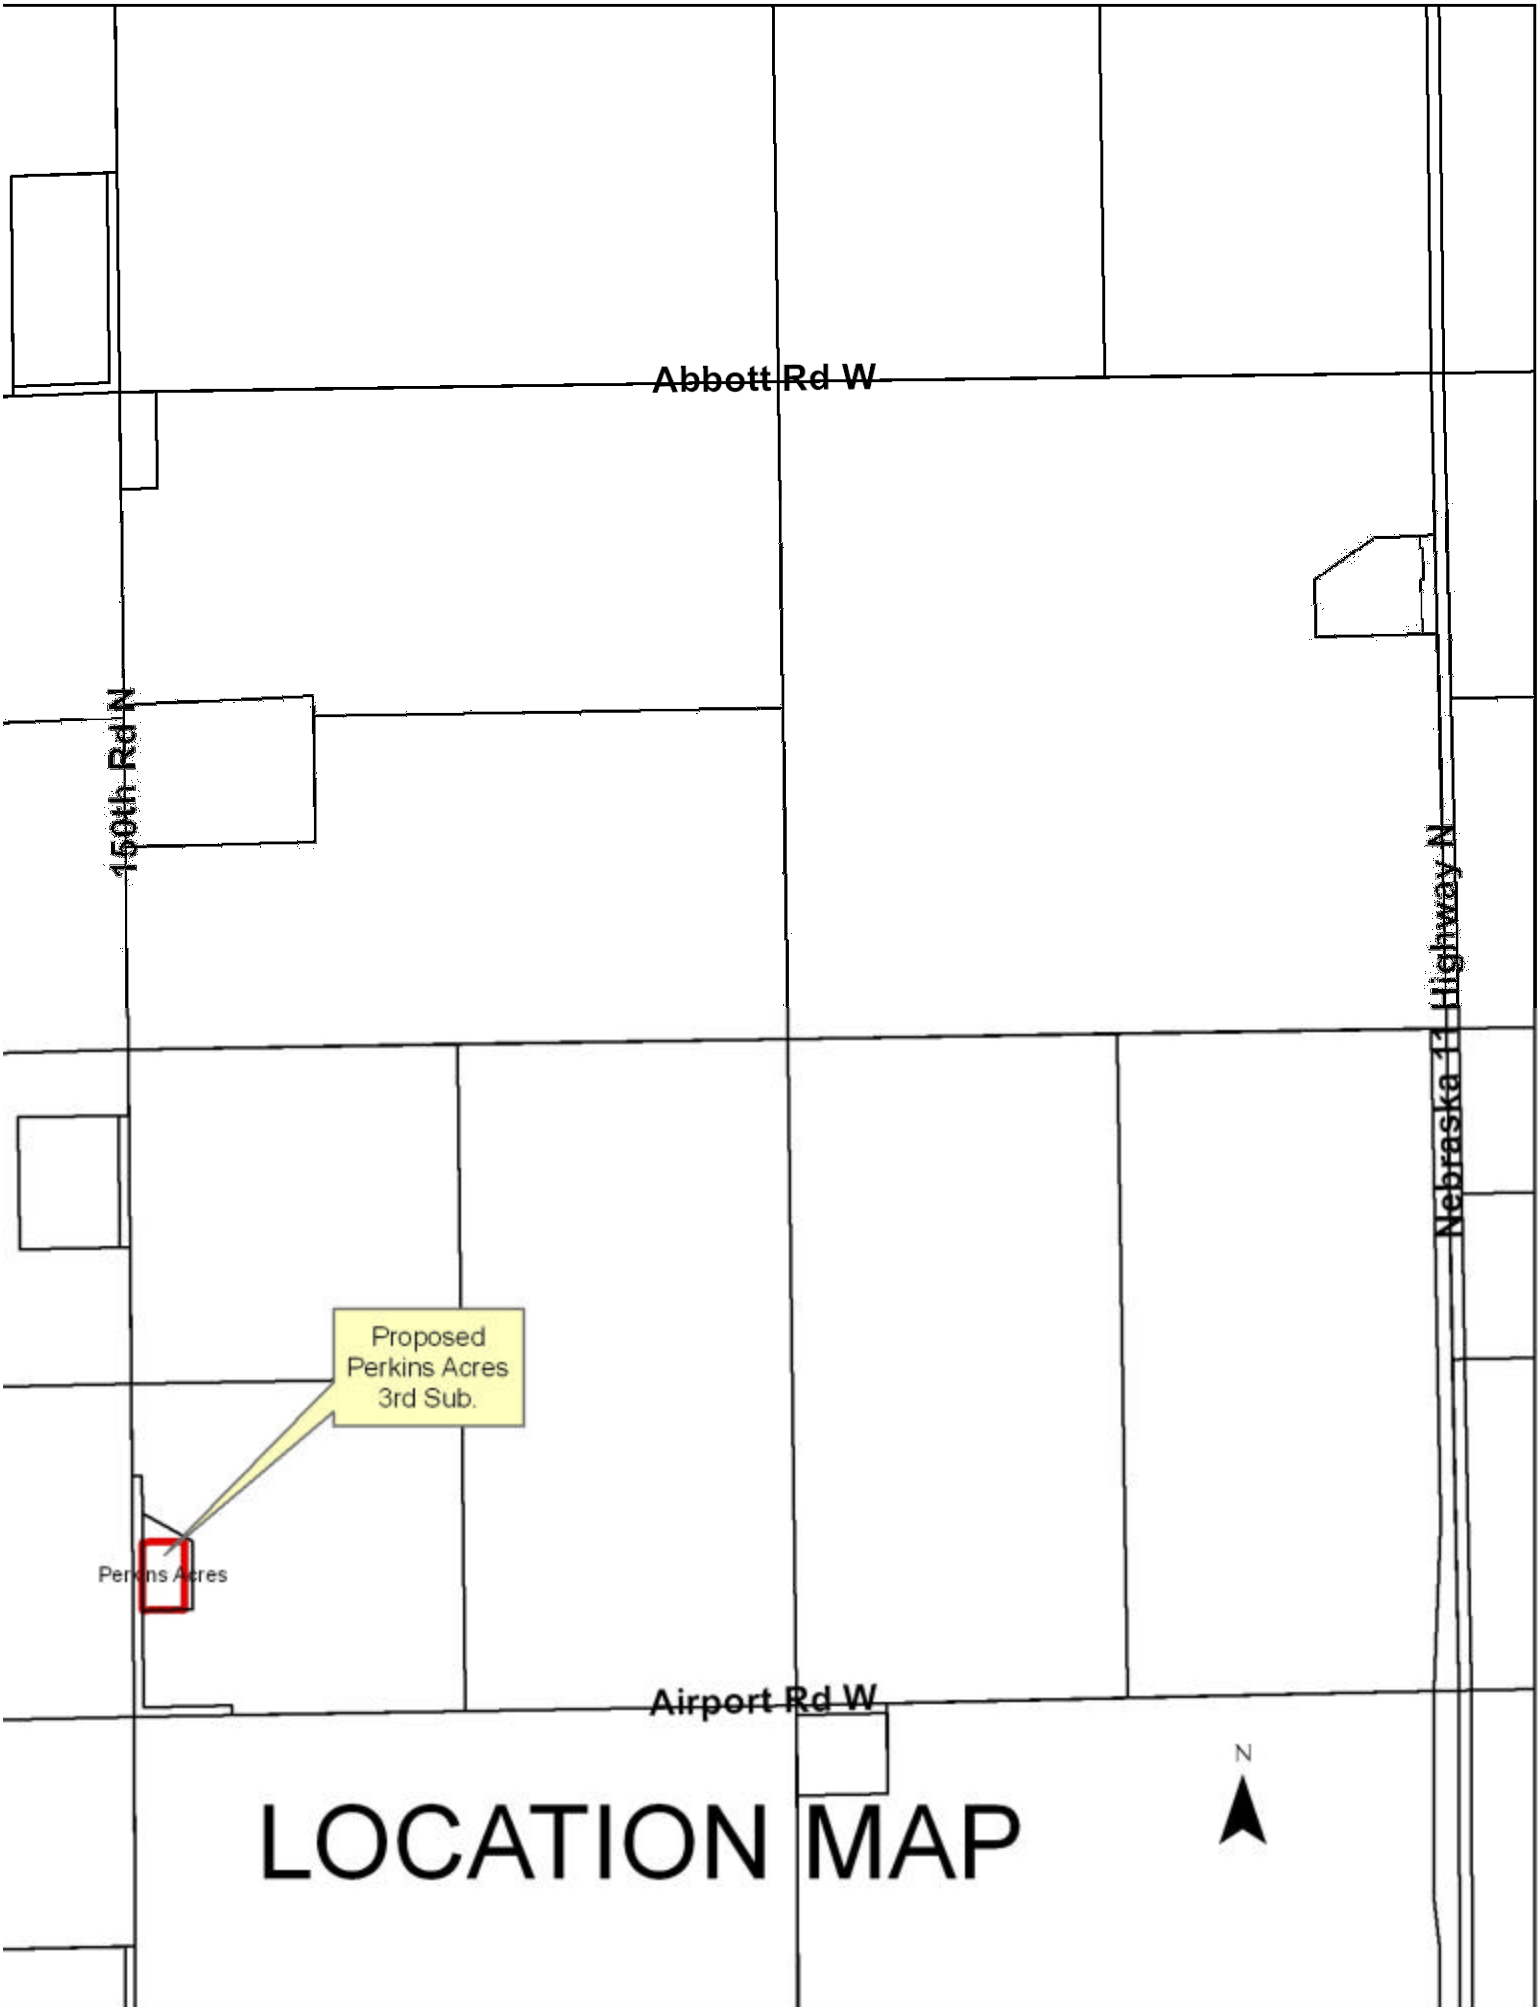 Abbott Rd W
150th Rd N
Nebraska 11 Highway N
Proposed
Perkins Acres
3rd Sub.
Perkins Acres
Airport Rd W
N
LOCATION MAP